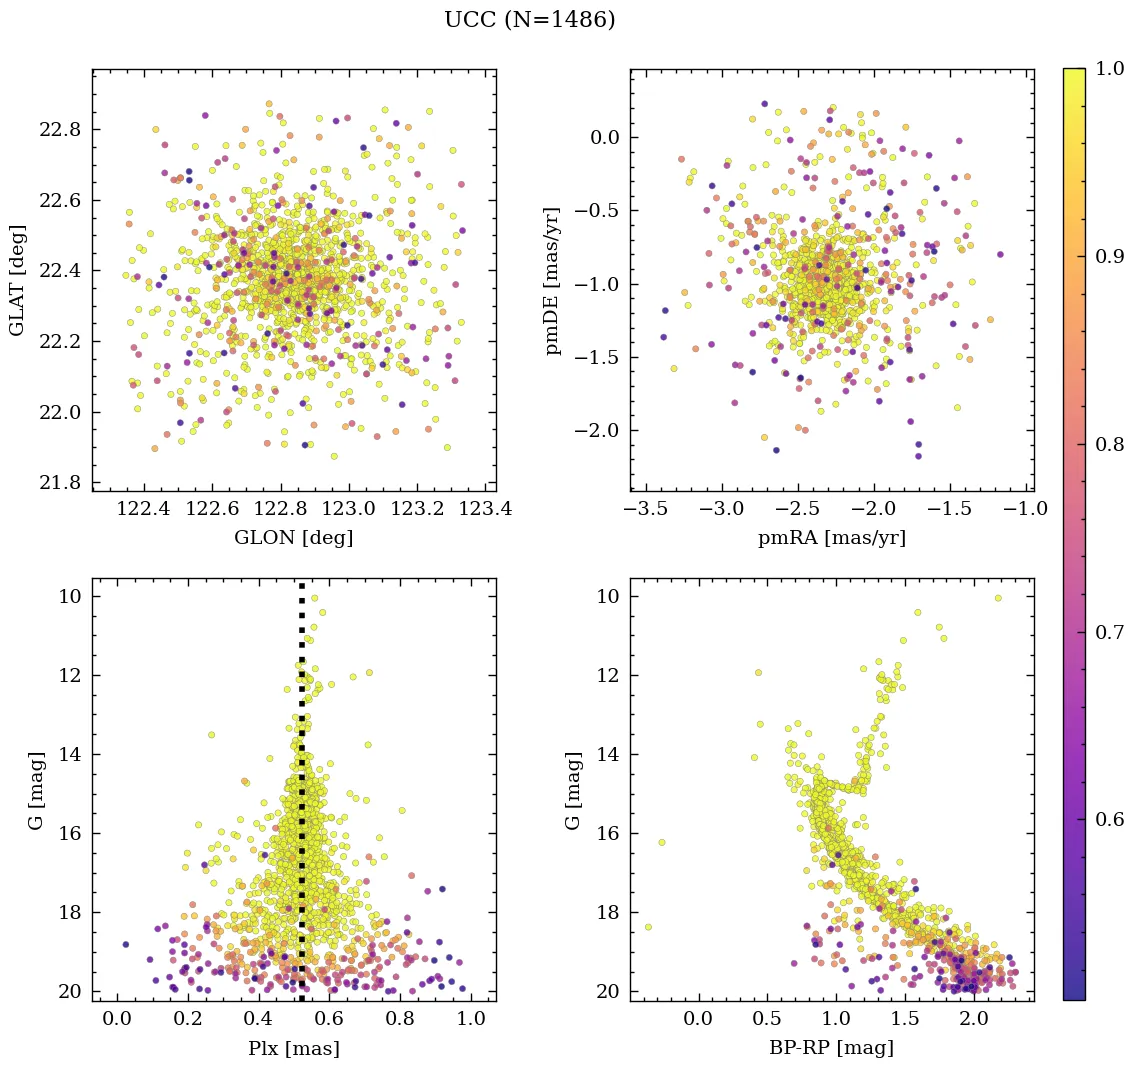 UCC (N=1486)
22.8
22.6
22.4
22.2
22.0
21.8
GLAT [deg]
122.4 122.6 122.8 123.0 123.2 123.4
GLON [deg]
0.0
−0.5
−1.0
−1.5
−2.0
pmDE [mas/yr]
−3.5 −3.0 −2.5 −2.0 −1.5 −1.0
pmRA [mas/yr]
1.0
0.9
0.8
0.7
0.6
10
12
14
16
18
20
G [mag]
0.0 0.2 0.4 0.6 0.8 1.0
Plx [mas]
10
12
14
16
18
20
G [mag]
0.0 0.5 1.0 1.5 2.0
BP-RP [mag]